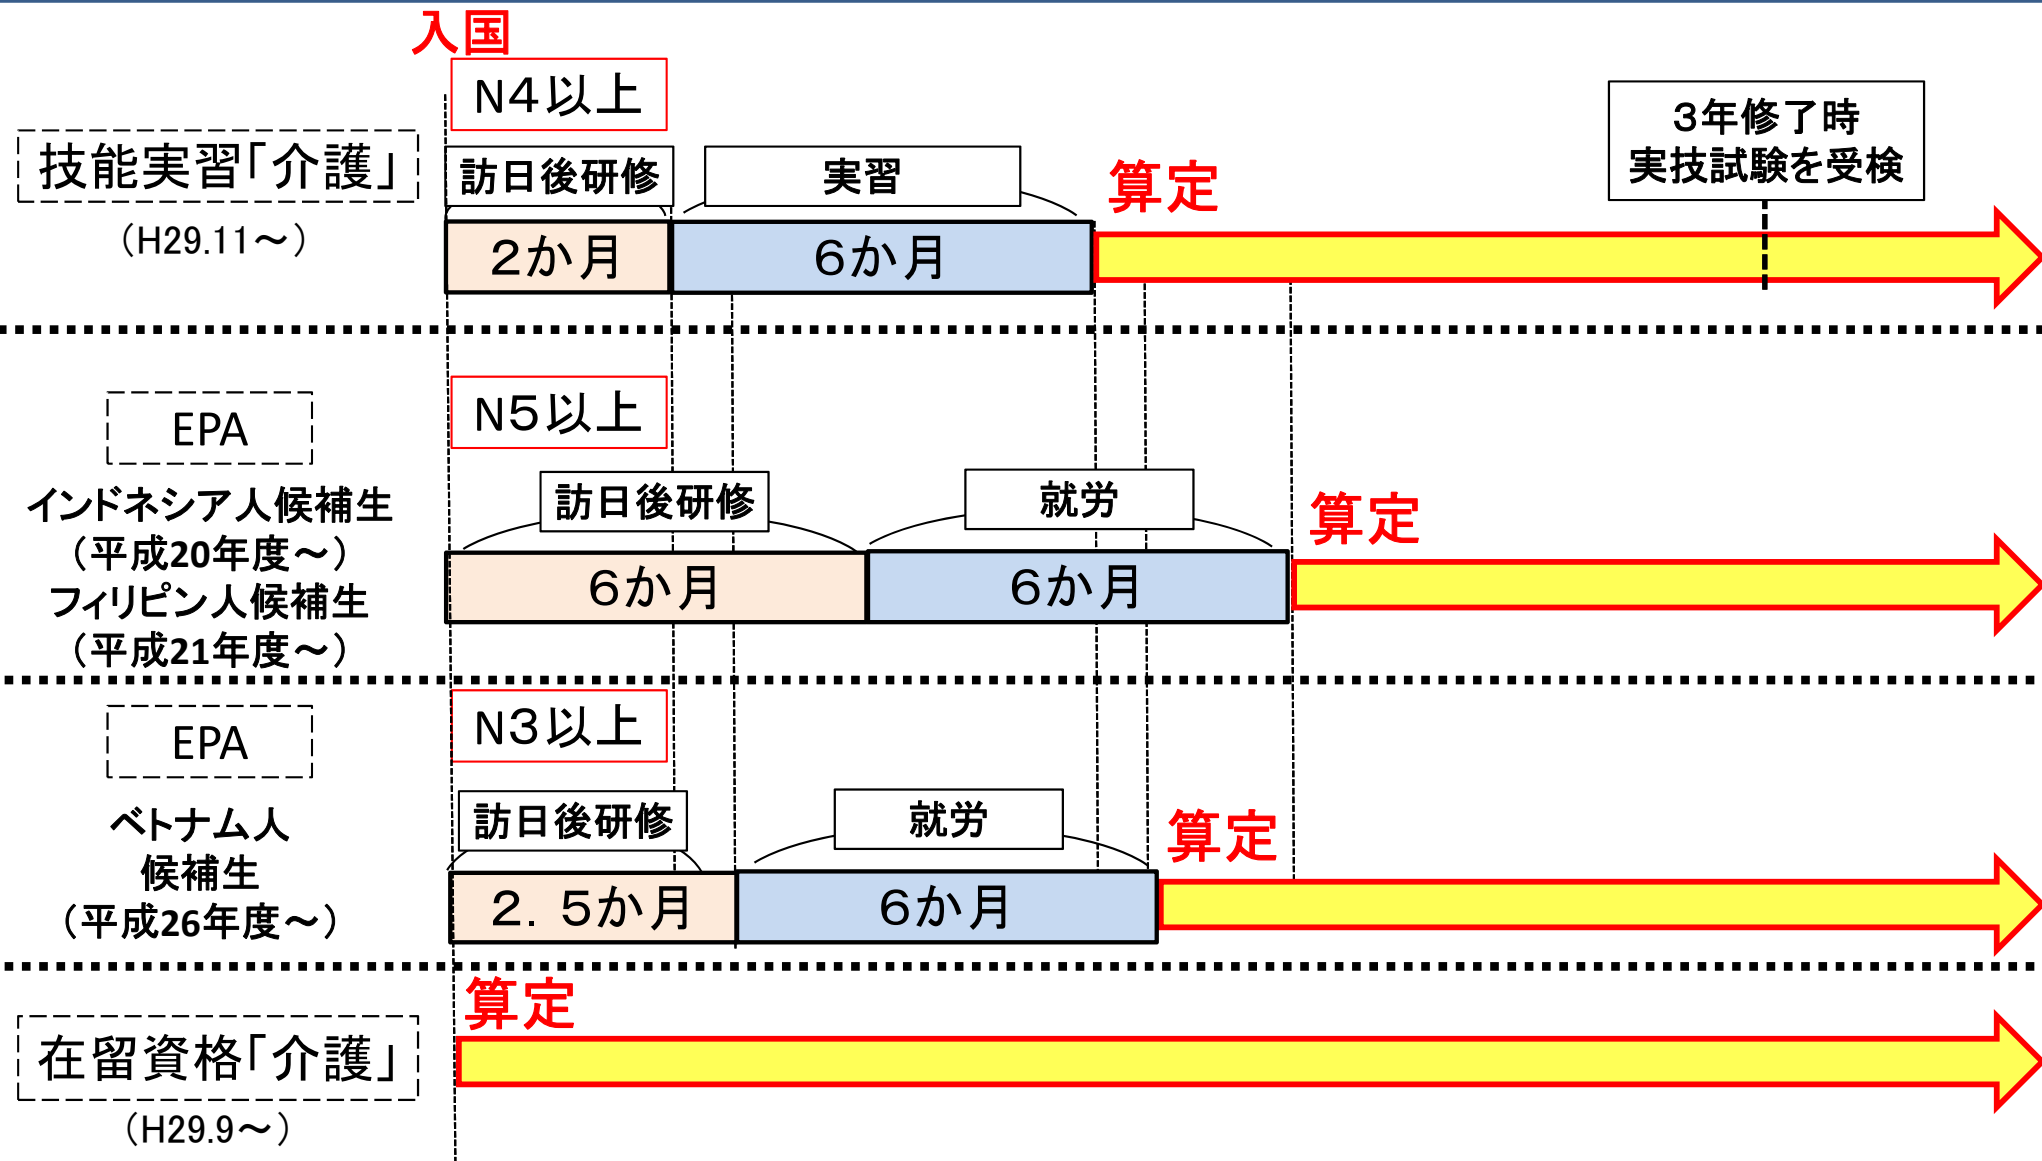 入国
N4以上
技能実習「介護」
(H29.11～)
訪日後研修
実習
算定
3年修了時
実技試験を受検
2か月
6か月
EPA
インドネシア人候補生
(平成20年度～)
フィリピン人候補生
(平成21年度～)
N5以上
訪日後研修
就労
算定
6か月
6か月
EPA
ベトナム人
候補生
(平成26年度～)
N3以上
訪日後研修
就労
算定
2．5か月
6か月
在留資格「介護」
(H29.9～)
算定